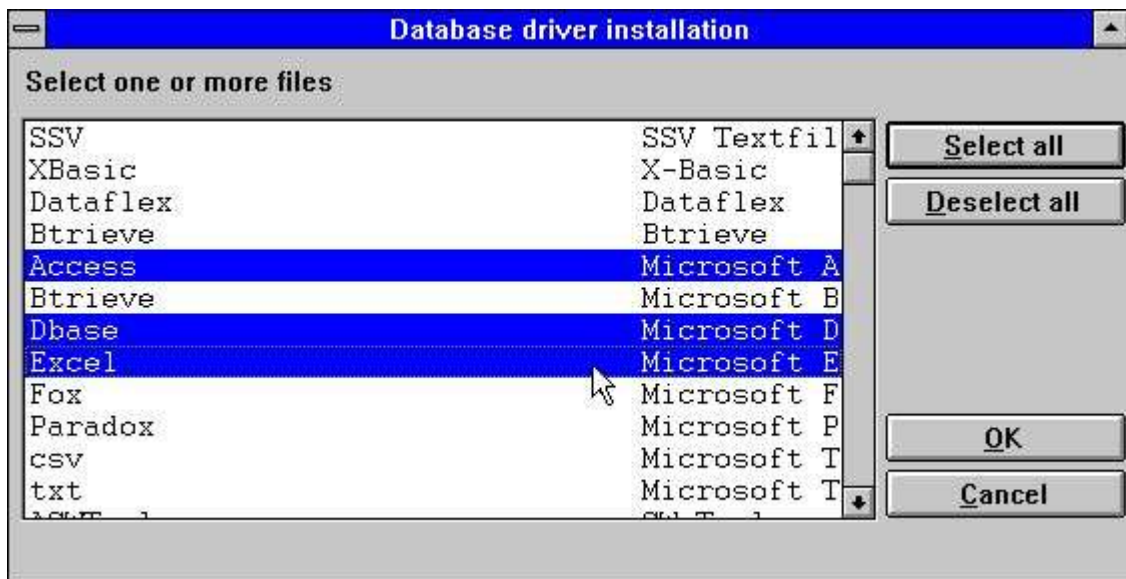 Database driver installation
Select one or more files
SSV SSV Textfil
XBasic X-Basic
Dataflex Dataflex
Btrieve Btrieve
Access Microsoft A
Btrieve Microsoft B
Dbase Microsoft D
Excel Microsoft E
Fox Microsoft F
Paradox Microsoft P
csv Microsoft T
txt Microsoft T
Select all
Deselect all
OK
Cancel